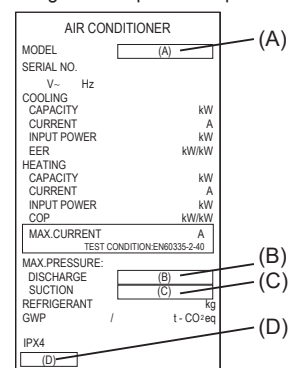 AIR CONDITIONER
MODEL (A) (A)
SERIAL NO.
V~ Hz
COOLING
CAPACITY kW
CURRENT A
INPUT POWER kW
EER kW/kW
HEATING
CAPACITY kW
CURRENT A
INPUT POWER kW
COP kW/kW
MAX.CURRENT A
TEST CONDITION:EN60335-2-40
MAX.PRESSURE:
DISCHARGE (B) (B)
SUCTION (C) (C)
REFRIGERANT kg
GWP / t - CO2eq
IPX4 (D)
(D)